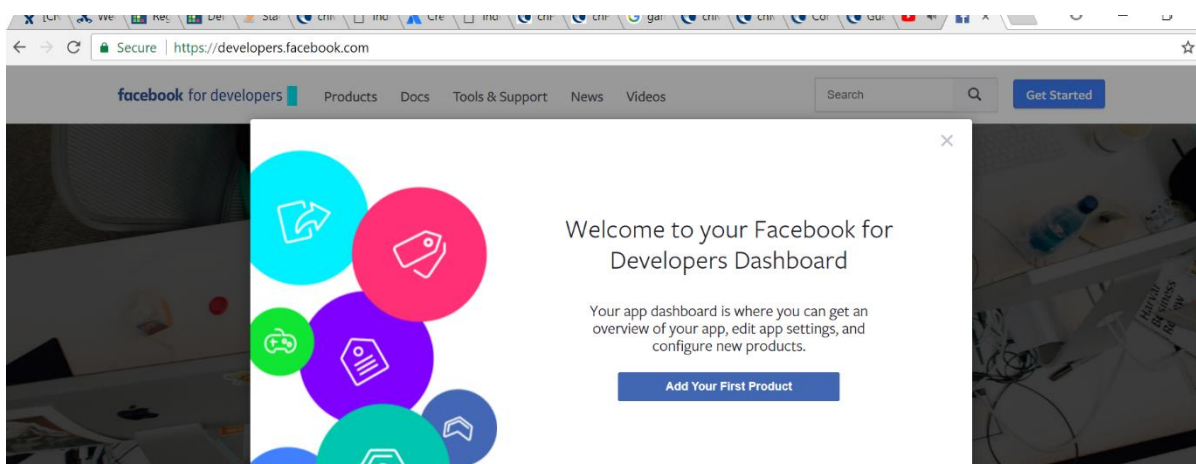 Secure | https://developers.facebook.com
facebook for developers Products Docs Tools & Support News Videos Search Get Started
Welcome to your Facebook for
Developers Dashboard
Your app dashboard is where you can get an
overview of your app, edit app settings, and
configure new products.
Add Your First Product